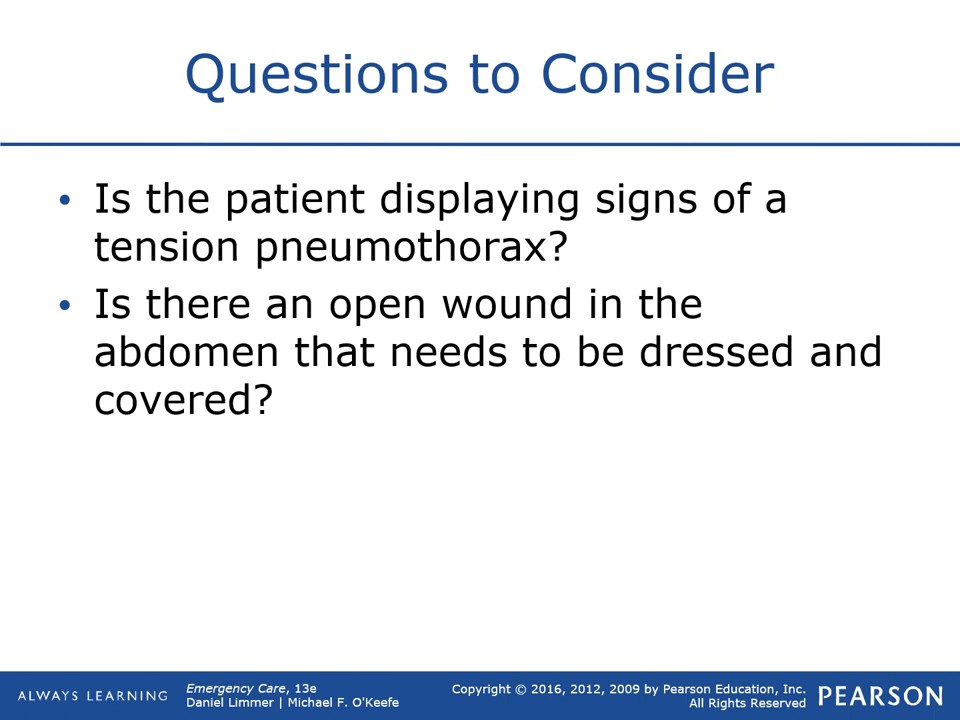 Questions to Consider
• Is the patient displaying signs of a
tension pneumothorax?
• Is there an open wound in the
abdomen that needs to be dressed and
covered?
ALWAYS LEARNING
Emergency Care, 13e
Daniel Limmer | Michael F. O'Keefe
Copyright © 2016, 2012, 2009 by Pearson Education, Inc.
All Rights Reserved
PEARSON